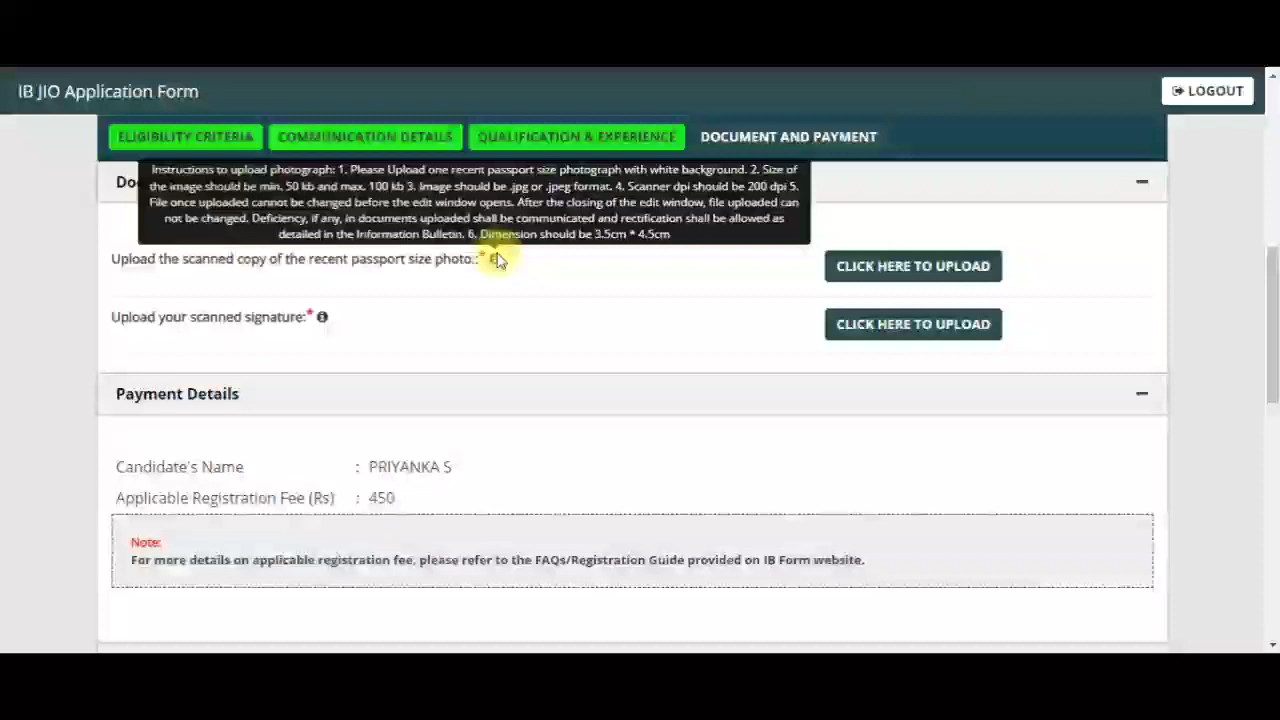 IB JIO Application Form
LOGOUT
ELIGIBILITY CRITERIA COMMUNICATION DETAILS QUALIFICATION & EXPERIENCE DOCUMENT AND PAYMENT
Instructions to upload photograph: 1. Please Upload one recent passport size photograph with white background. 2. Size of
the image should be min. 50 kb and max. 100 kb 3. Image should be .jpg or .jpeg format. 4. Scanner dpi should be 200 dpi 5.
File once uploaded cannot be changed before the edit window opens. After the closing of the edit window, file uploaded can
not be changed. Deficiency, if any, in documents uploaded shall be communicated and rectification shall be allowed as
detailed in the Information Bulletin. 6. Dimension should be 3.5cm * 4.5cm
Upload the scanned copy of the recent passport size photo.:*
CLICK HERE TO UPLOAD
Upload your scanned signature:*
CLICK HERE TO UPLOAD
Payment Details
Candidate's Name : PRIYANKA S
Applicable Registration Fee (Rs) : 450
Note:
For more details on applicable registration fee, please refer to the FAQs/Registration Guide provided on IB Form website.